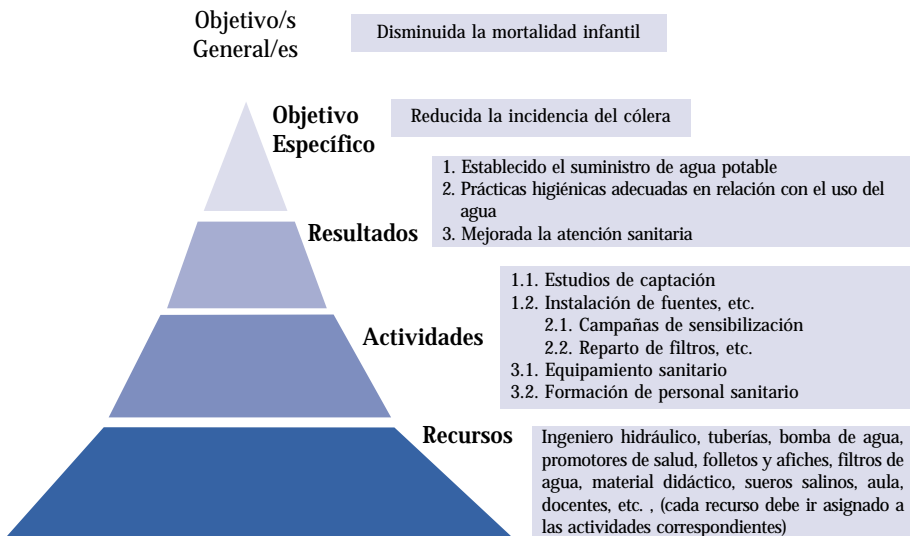 Objetivo/s
General/es
Disminuida la mortalidad infantil
Objetivo
Específico
Reducida la incidencia del cólera
Resultados
1. Establecido el suministro de agua potable
2. Prácticas higiénicas adecuadas en relación con el uso del
agua
3. Mejorada la atención sanitaria
Actividades
1.1. Estudios de captación
1.2. Instalación de fuentes, etc.
2.1. Campañas de sensibilización
2.2. Reparto de filtros, etc.
3.1. Equipamiento sanitario
3.2. Formación de personal sanitario
Recursos
Ingeniero hidráulico, tuberías, bomba de agua,
promotores de salud, folletos y afiches, filtros de
agua, material didáctico, sueros salinos, aula,
docentes, etc. , (cada recurso debe ir asignado a
las actividades correspondientes)